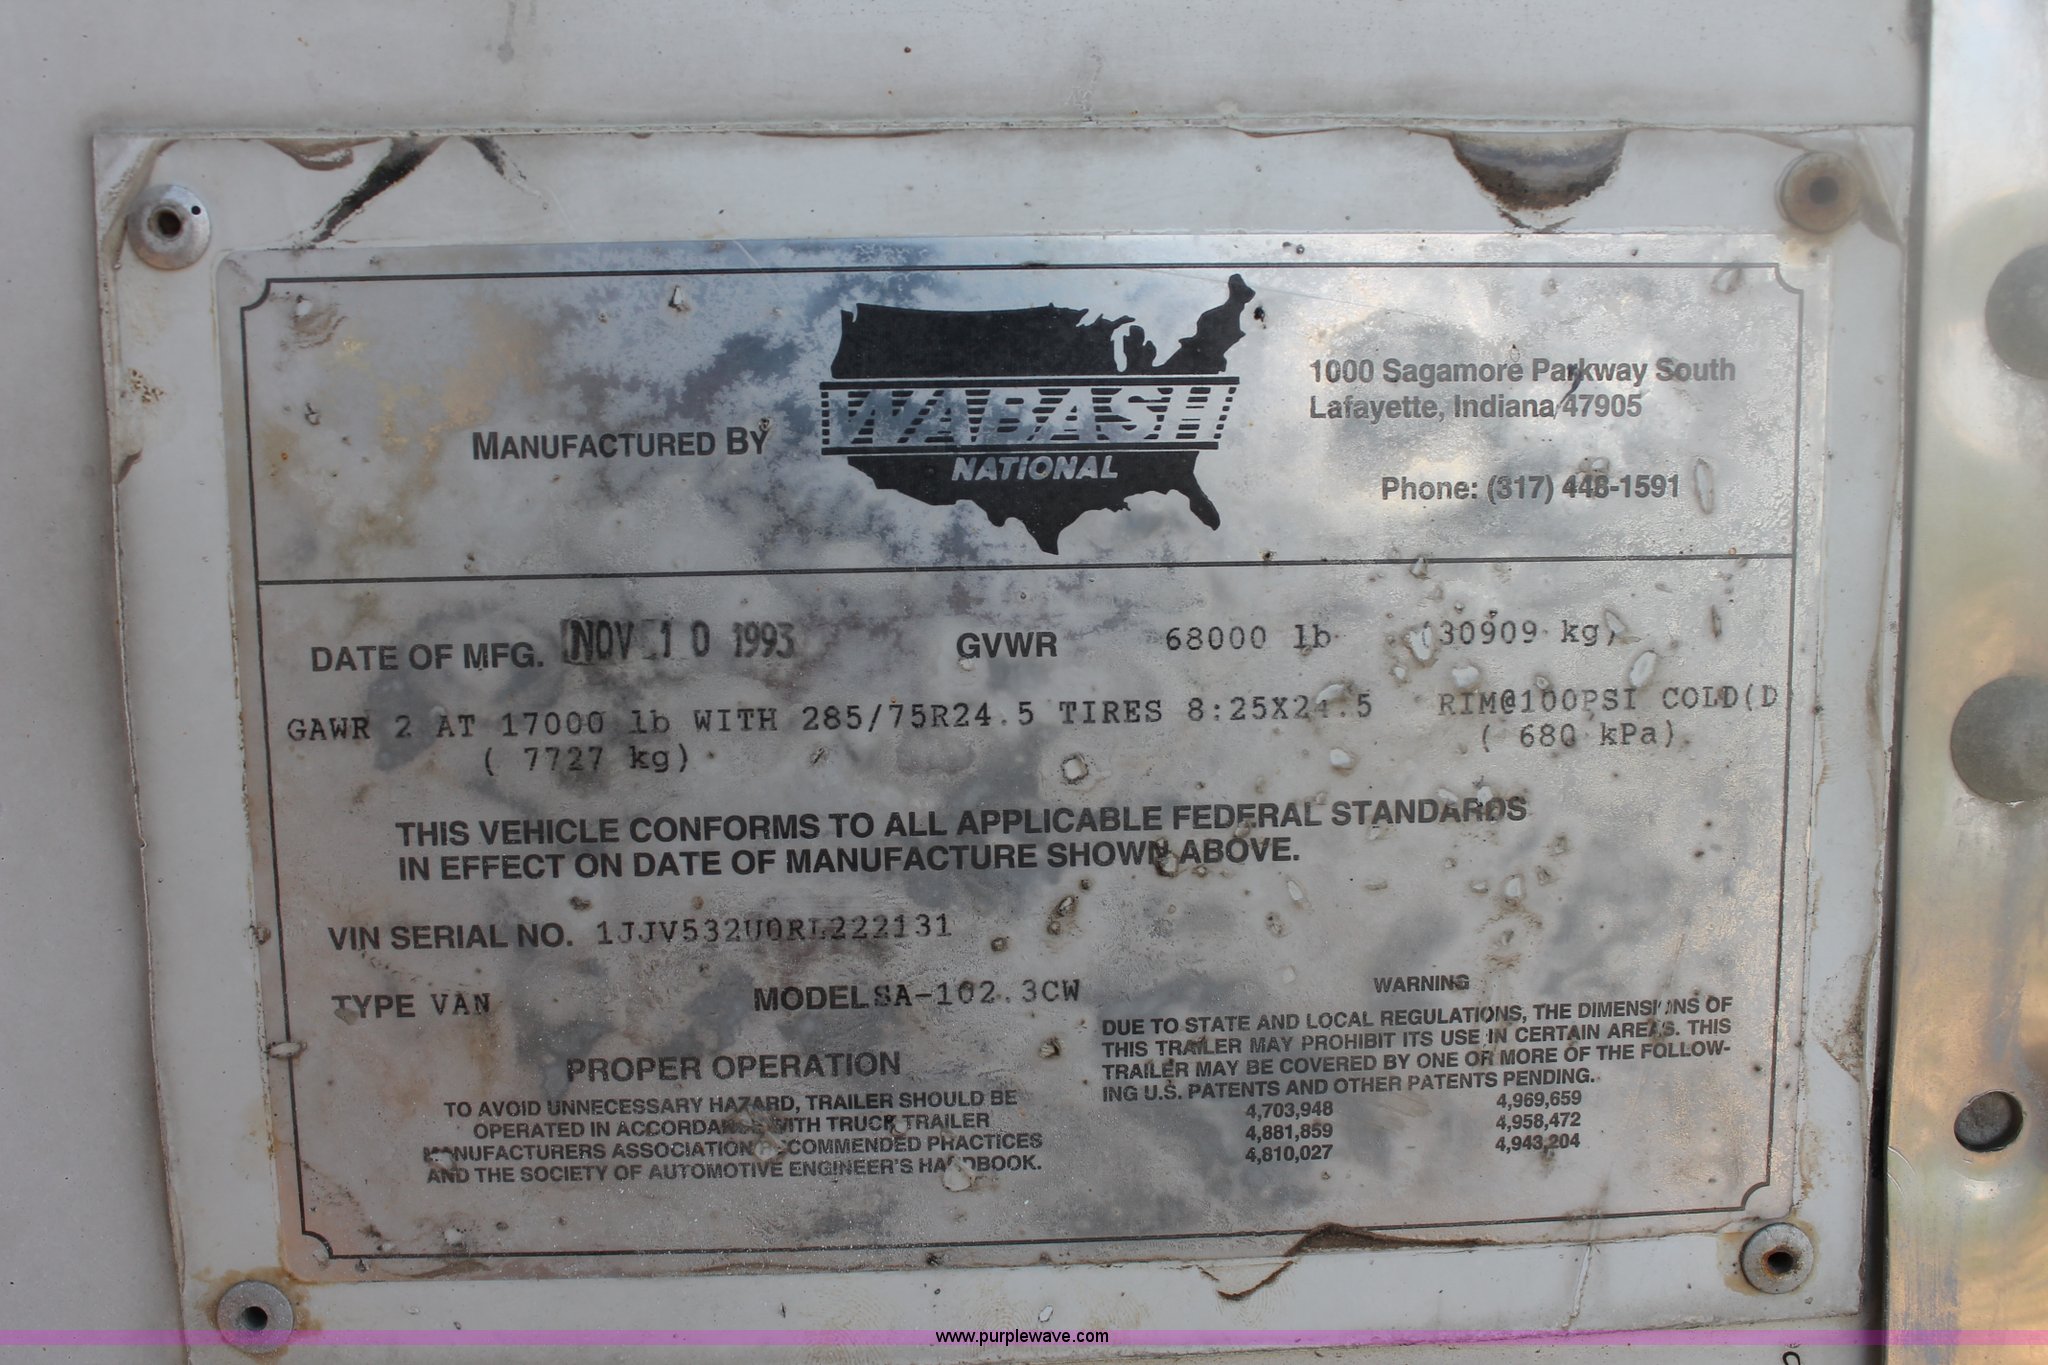 MANUFACTURED BY
WABASH
NATIONAL
1000 Sagamore Parkway South
Lafayette, Indiana 47905
Phone: (317) 448-1591
DATE OF MFG. NOV 10 1993 GVWR 68000 lb (30909 kg)
GAWR 2 AT 17000 lb WITH 285/75R24.5 TIRES 8:25X24.5 RIM@100PSI COLD(D
( 7727 kg) ( 680 kPa)
THIS VEHICLE CONFORMS TO ALL APPLICABLE FEDERAL STANDARDS
IN EFFECT ON DATE OF MANUFACTURE SHOWN ABOVE.
VIN SERIAL NO. 1JJV532U0RL222131
TYPE VAN MODEL SA-102.3CW
PROPER OPERATION
TO AVOID UNNECESSARY HAZARD, TRAILER SHOULD BE
OPERATED IN ACCORDANCE WITH TRUCK TRAILER
MANUFACTURERS ASSOCIATION RECOMMENDED PRACTICES
AND THE SOCIETY OF AUTOMOTIVE ENGINEER'S HANDBOOK.
WARNING
DUE TO STATE AND LOCAL REGULATIONS, THE DIMENSIONS OF
THIS TRAILER MAY PROHIBIT ITS USE IN CERTAIN AREAS. THIS
TRAILER MAY BE COVERED BY ONE OR MORE OF THE FOLLOW-
ING U.S. PATENTS AND OTHER PATENTS PENDING.
4,703,948 4,969,659
4,881,859 4,958,472
4,810,027 4,943,204
www.purplewave.com